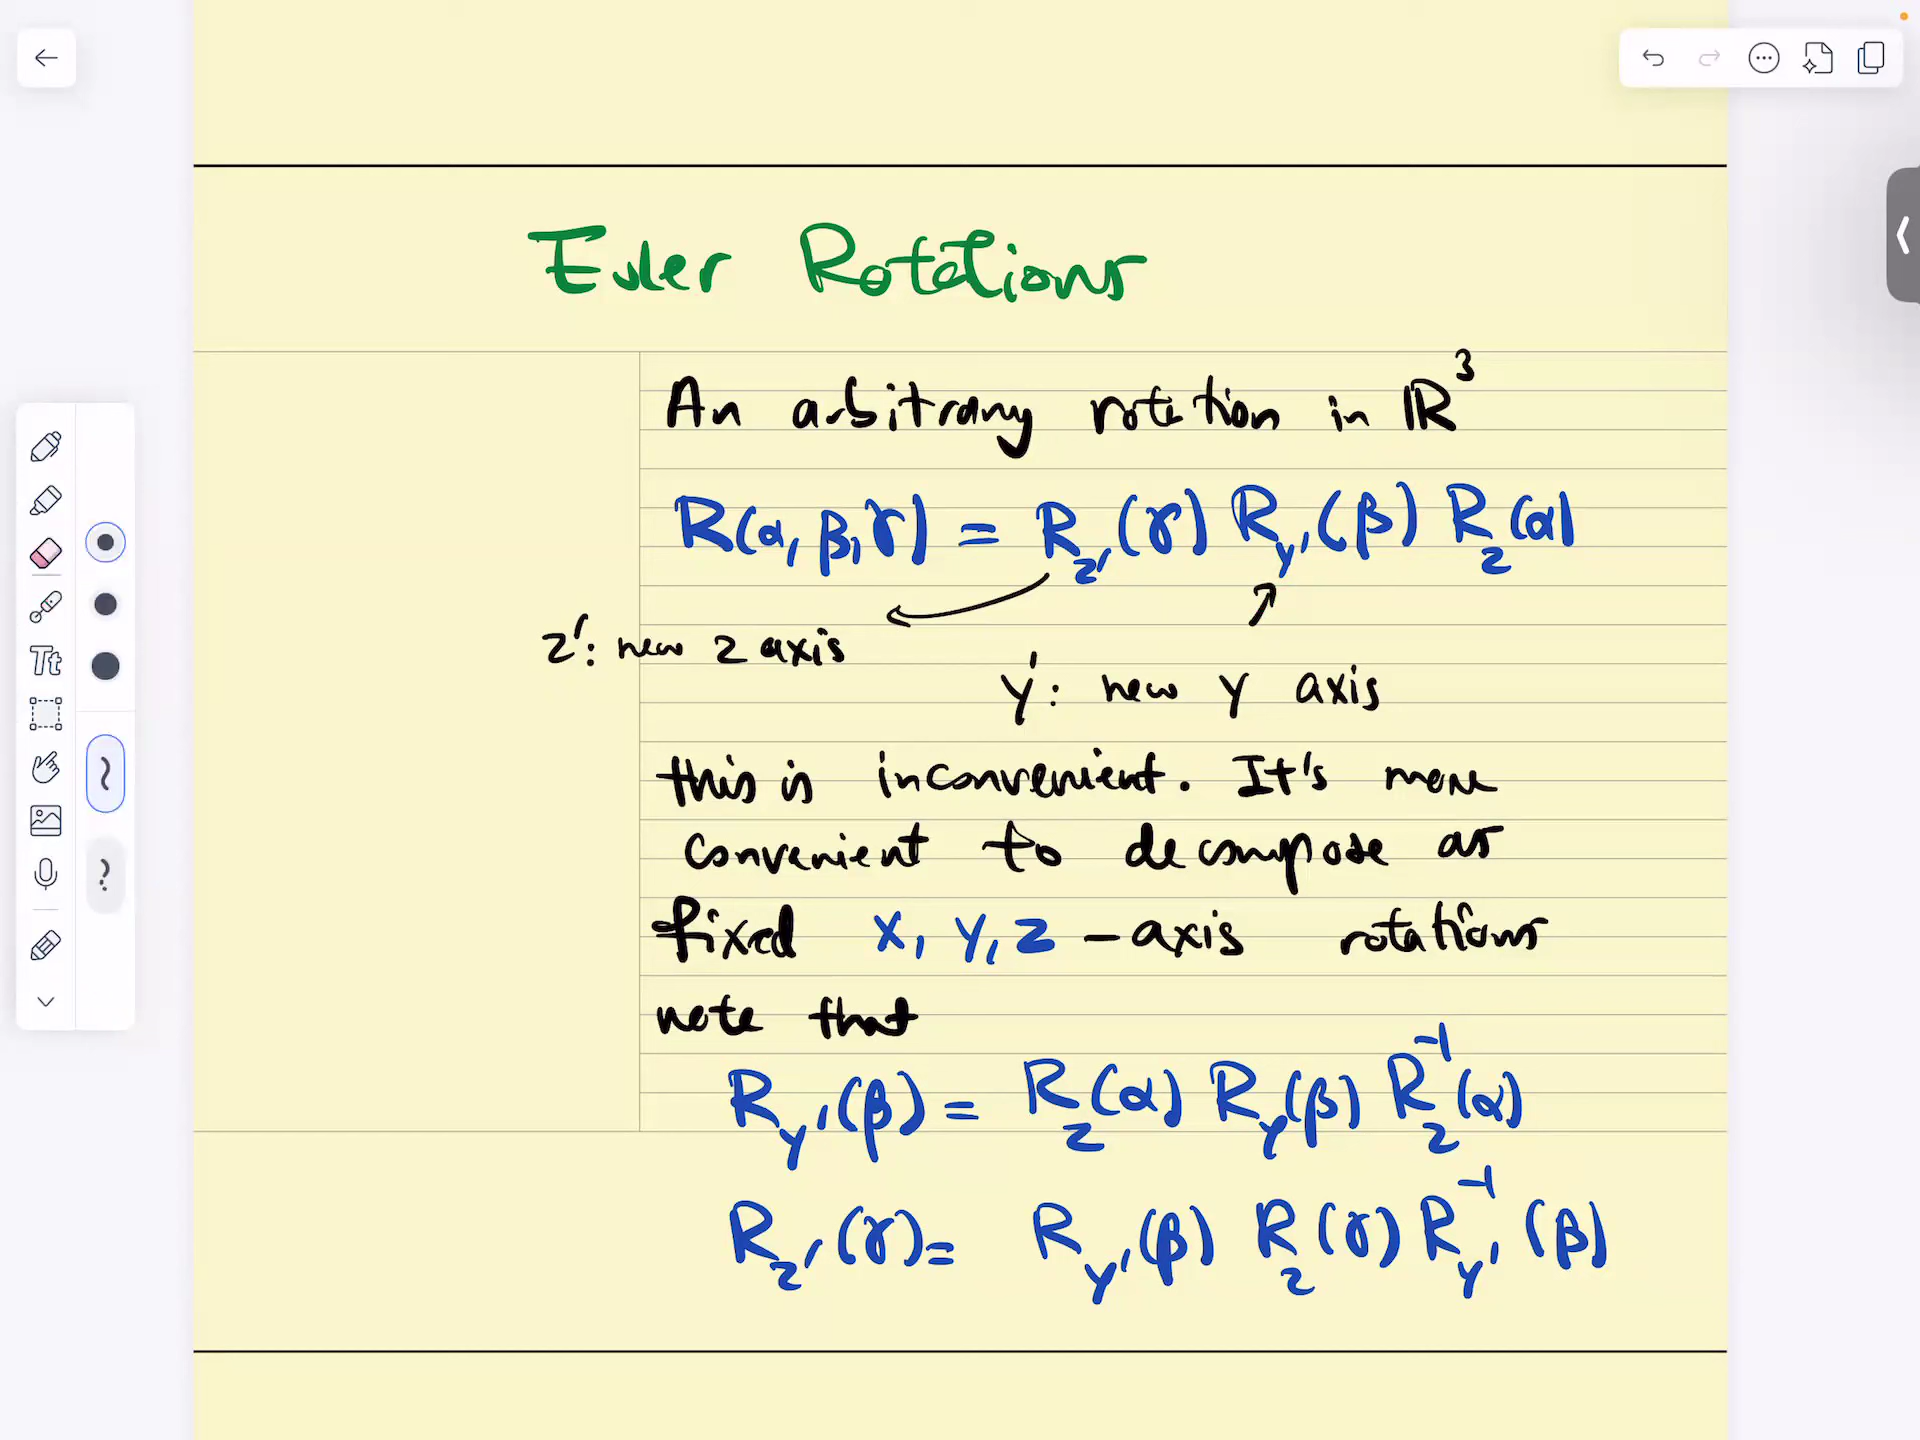 Euler Rotations
An arbitrary rotation in ℝ³
R(α, β, γ) = R_z'(γ) R_y'(β) R_z(α)
z': new z axis
y': new y axis
this is inconvenient. It's more
convenient to decompose as
fixed x, y, z - axis rotations
note that
R_y'(β) = R_z(α) R_y(β) R_z⁻¹(α)
R_z'(γ) = R_y'(β) R_z(γ) R_y'⁻¹(β)
Tt